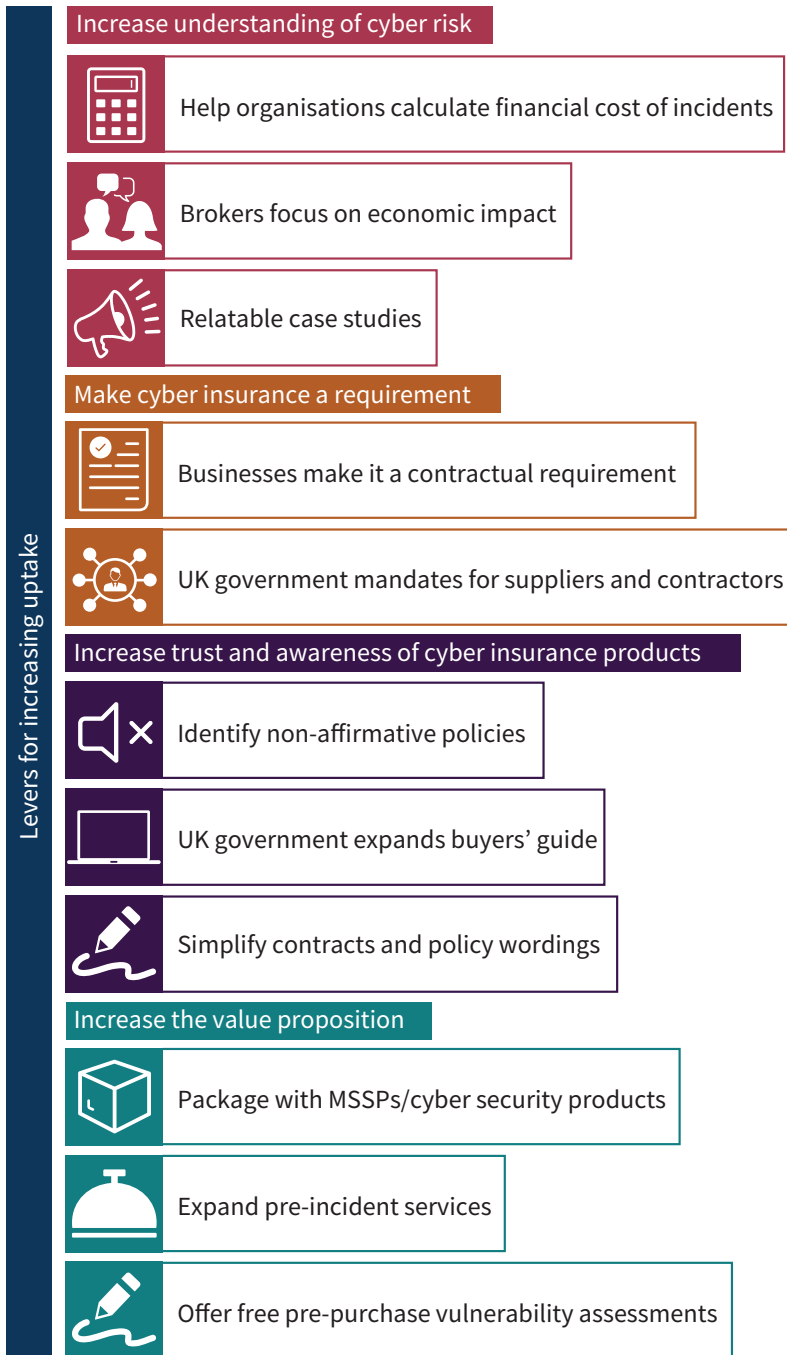 Levers for increasing uptake
Increase understanding of cyber risk
Help organisations calculate financial cost of incidents
Brokers focus on economic impact
Relatable case studies
Make cyber insurance a requirement
Businesses make it a contractual requirement
UK government mandates for suppliers and contractors
Increase trust and awareness of cyber insurance products
Identify non-affirmative policies
UK government expands buyers’ guide
Simplify contracts and policy wordings
Increase the value proposition
Package with MSSPs/cyber security products
Expand pre-incident services
Offer free pre-purchase vulnerability assessments